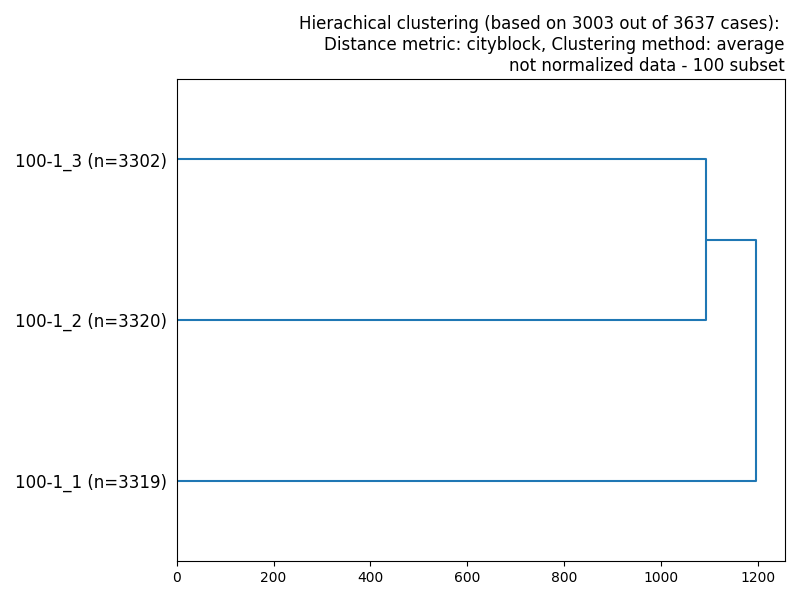 Hierachical clustering (based on 3003 out of 3637 cases):
Distance metric: cityblock, Clustering method: average
not normalized data - 100 subset
100-1_3 (n=3302)
100-1_2 (n=3320)
100-1_1 (n=3319)
0 200 400 600 800 1000 1200